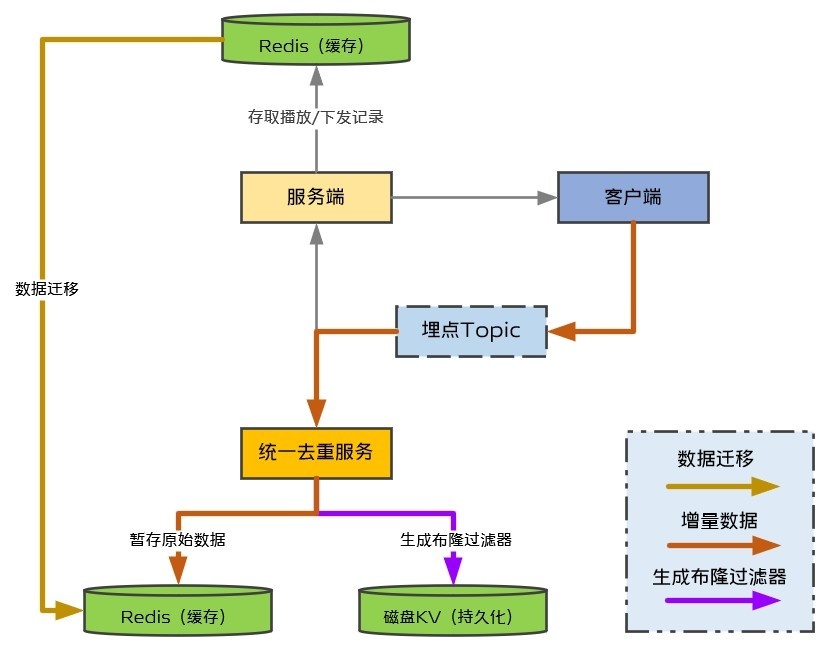 Redis（缓存）
存取播放/下发记录
服务端
客户端
数据迁移
埋点Topic
统一去重服务
暂存原始数据
生成布隆过滤器
Redis（缓存）
磁盘KV（持久化）
数据迁移
增量数据
生成布隆过滤器